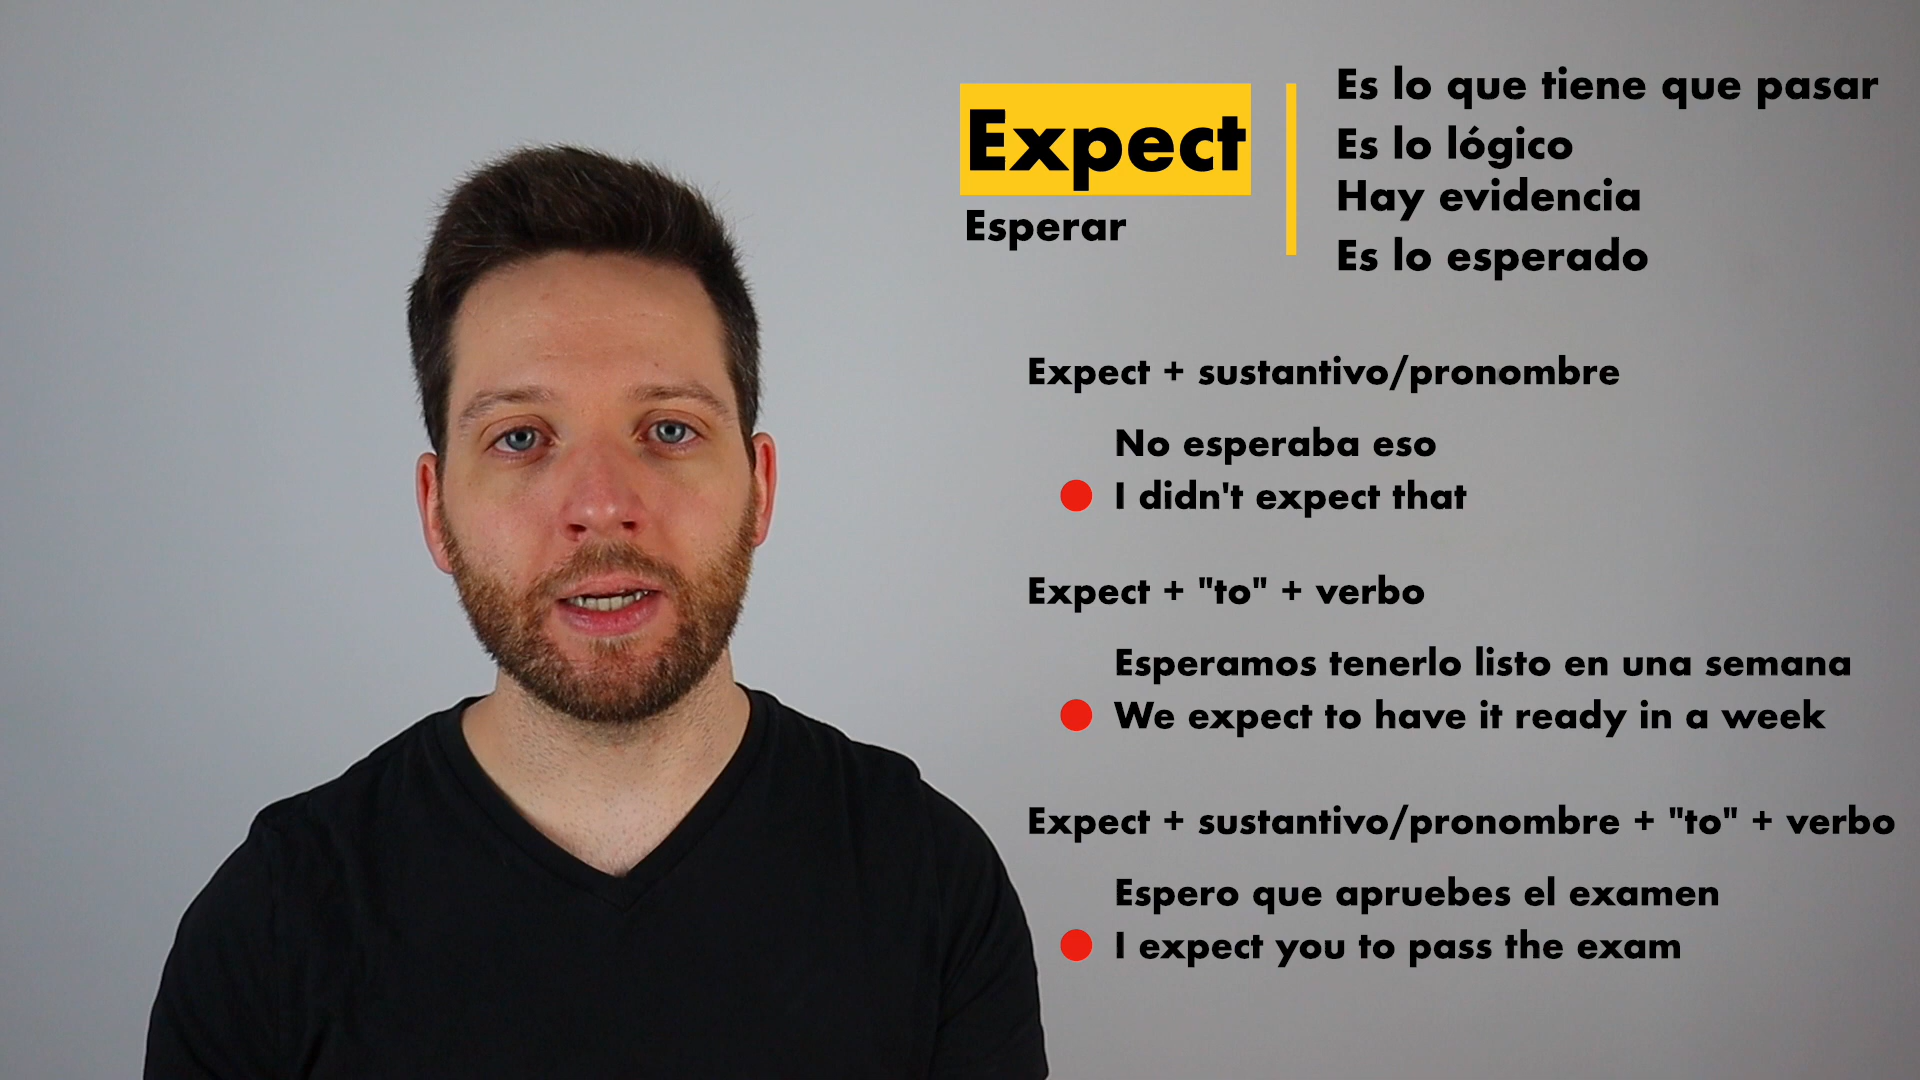 Expect
Esperar
Es lo que tiene que pasar
Es lo lógico
Hay evidencia
Es lo esperado
Expect + sustantivo/pronombre
No esperaba eso
I didn't expect that
Expect + "to" + verbo
Esperamos tenerlo listo en una semana
We expect to have it ready in a week
Expect + sustantivo/pronombre + "to" + verbo
Espero que apruebes el examen
I expect you to pass the exam